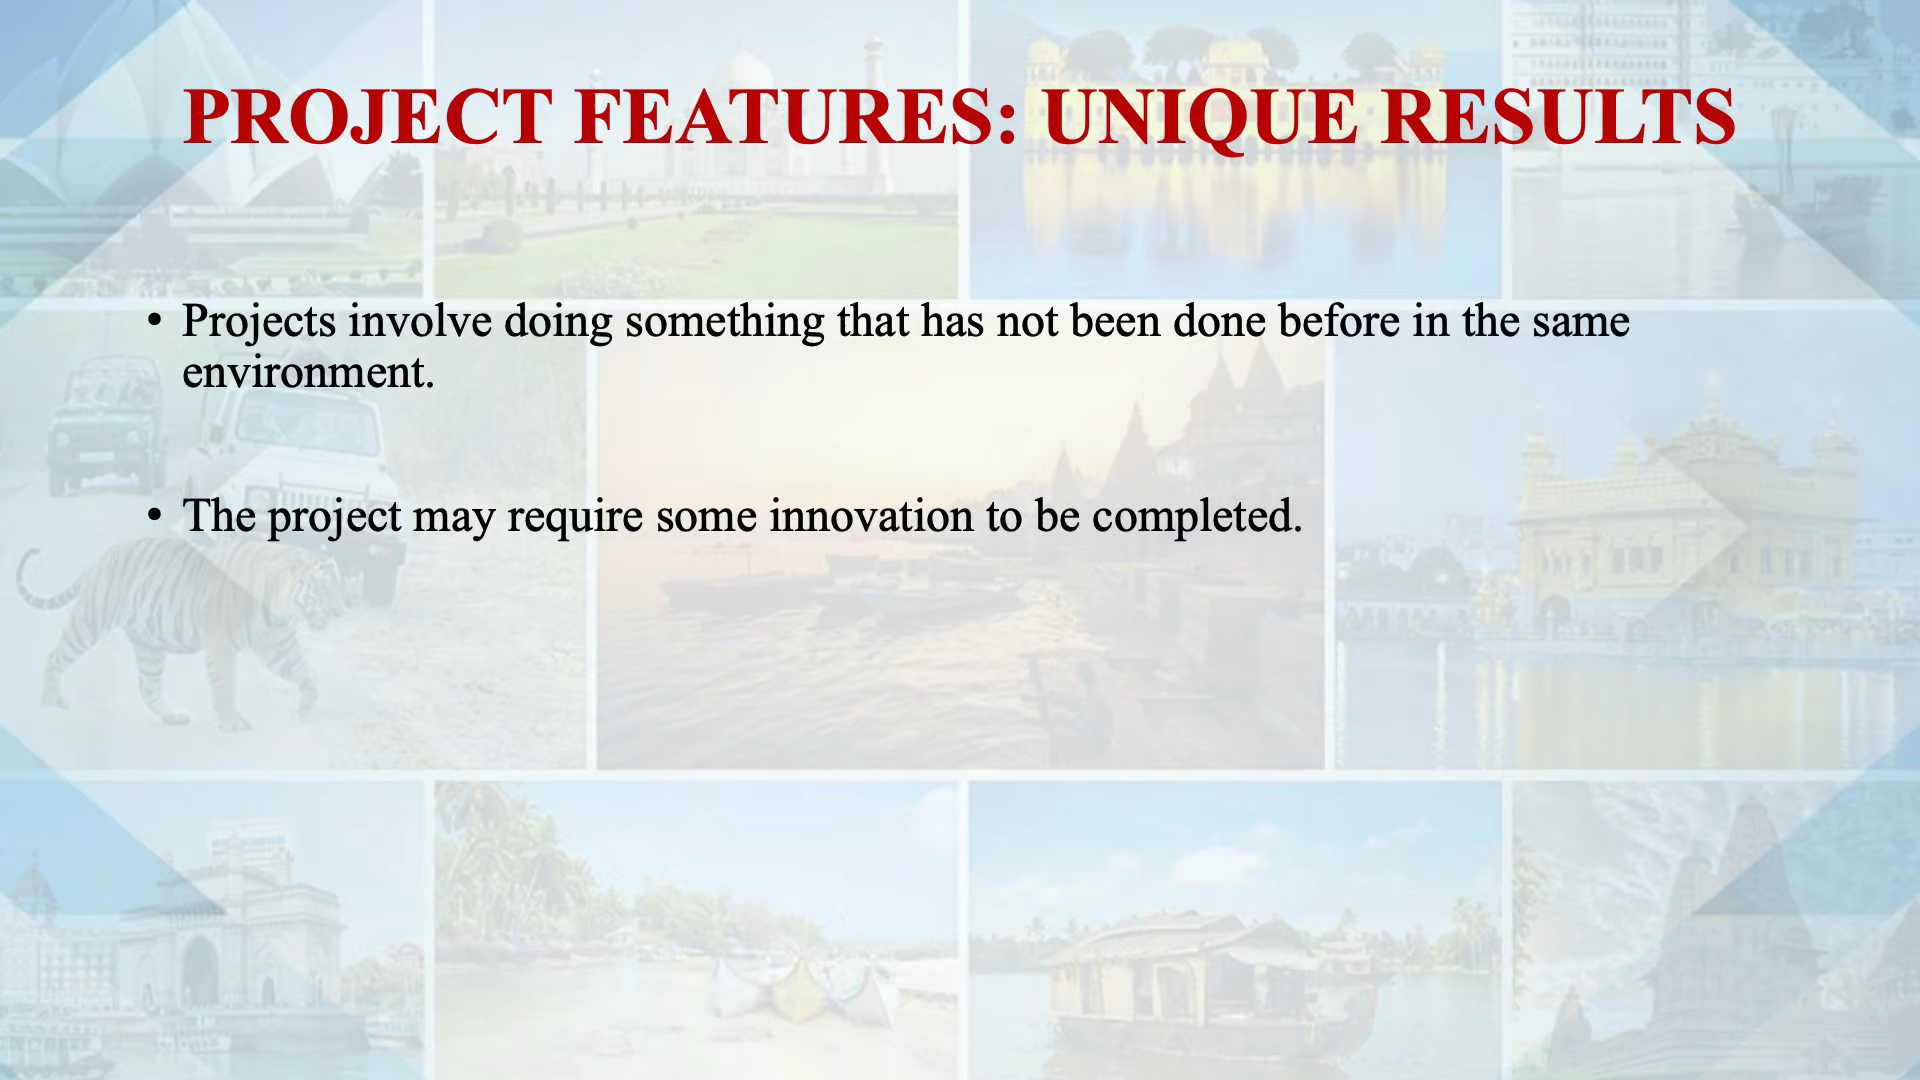 PROJECT FEATURES: UNIQUE RESULTS
• Projects involve doing something that has not been done before in the same
environment.
• The project may require some innovation to be completed.